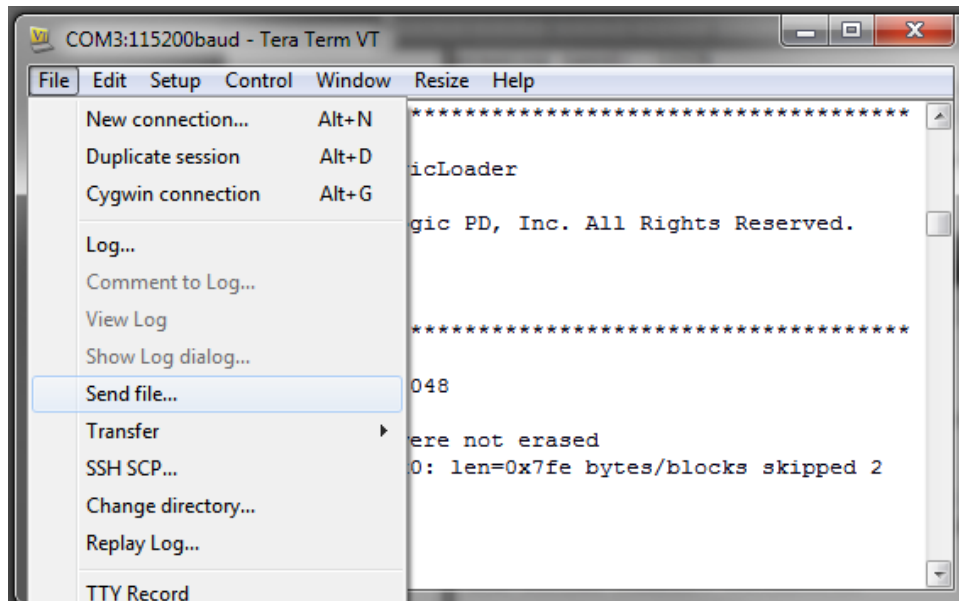 COM3:115200baud - Tera Term VT
File Edit Setup Control Window Resize Help
New connection... Alt+N
Duplicate session Alt+D
Cygwin connection Alt+G
Log...
Comment to Log...
View Log
Show Log dialog...
Send file...
Transfer
SSH SCP...
Change directory...
Replay Log...
TTY Record
*************************************
icLoader
gic PD, Inc. All Rights Reserved.
*************************************
048
ere not erased
0: len=0x7fe bytes/blocks skipped 2